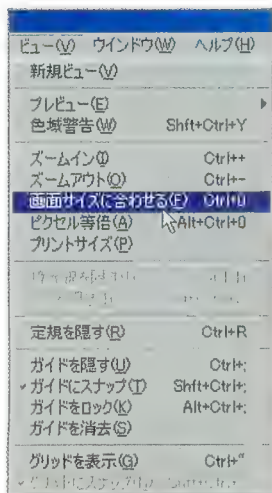 ビュー(V) ウインドウ(W) ヘルプ(H)
新規ビュー(V)
プレビュー(E)
色域警告(W) Shft+Ctrl+Y
ズームイン(I) Ctrl++
ズームアウト(O) Ctrl+-
画面サイズに合わせる(F) Ctrl+0
ピクセル等倍(A) Alt+Ctrl+0
プリントサイズ(P)
定規を隠す(R) Ctrl+R
ガイドを隠す(U) Ctrl+;
ガイドにスナップ(T) Shft+Ctrl+;
ガイドをロック(K) Alt+Ctrl+;
ガイドを消去(S)
グリッドを表示(G) Ctrl+"